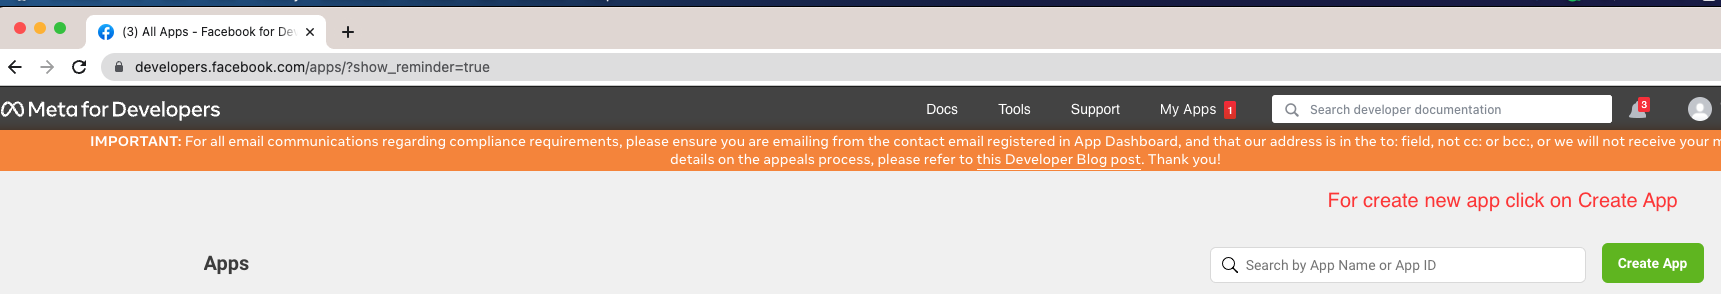 (3) All Apps - Facebook for Dev
developers.facebook.com/apps/?show_reminder=true
Meta for Developers
Docs
Tools
Support
My Apps 1
Search developer documentation
3
IMPORTANT: For all email communications regarding compliance requirements, please ensure you are emailing from the contact email registered in App Dashboard, and that our address is in the to: field, not cc: or bcc:, or we will not receive your
details on the appeals process, please refer to this Developer Blog post. Thank you!
For create new app click on Create App
Apps
Search by App Name or App ID
Create App